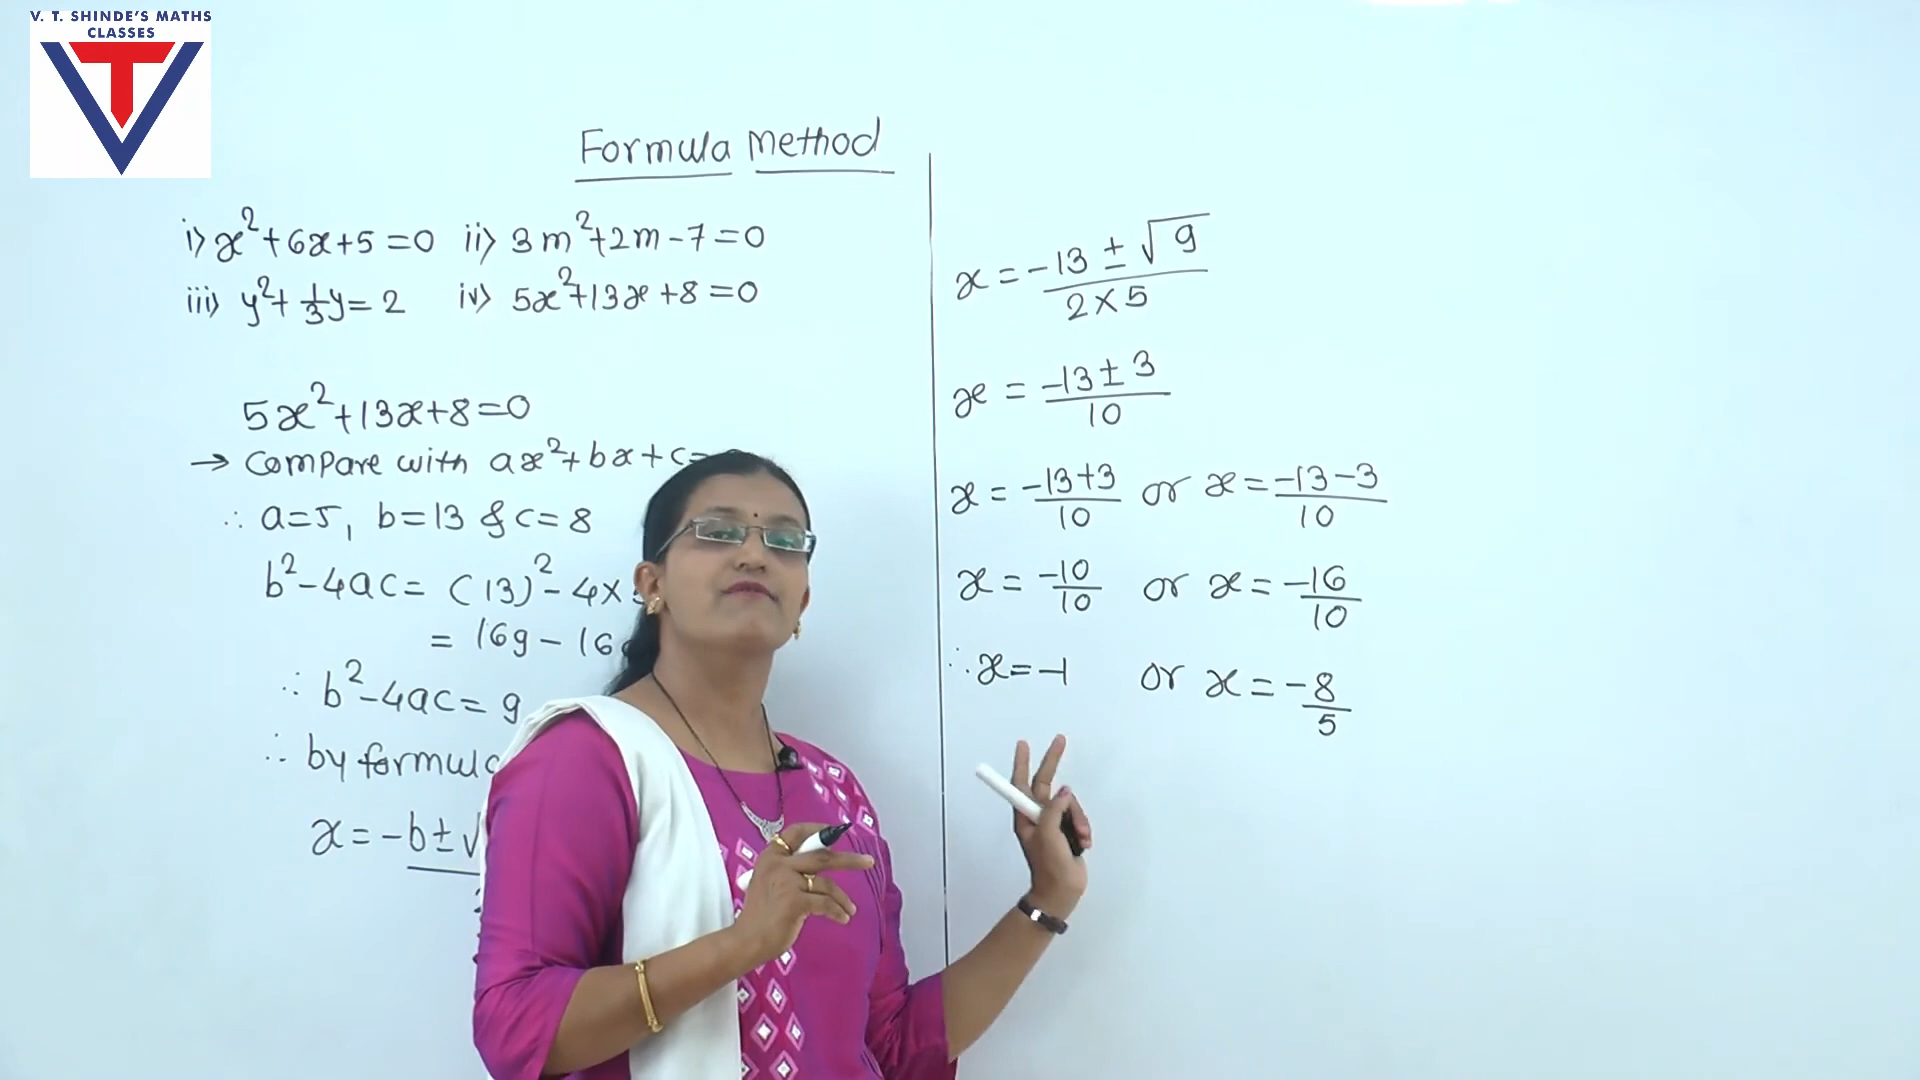 V. T. SHINDE'S MATHS
CLASSES
Formula Method
i) x²+6x+5=0 ii) 3m²+2m-7=0
iii) y²+ 1/3 y=2 iv) 5x²+13x+8=0
5x²+13x+8=0
→ Compare with ax²+bx+c=
∴ a=5, b=13 & c=8
b²-4ac= (13)²-4×
= 169-16
∴ b²-4ac=9
∴ by formula
x=-b±√
x = -13 ± √9 / 2×5
x = -13±3 / 10
x = -13+3 / 10 or x = -13-3 / 10
x = -10/10 or x = -16/10
∴ x=-1 or x = -8/5